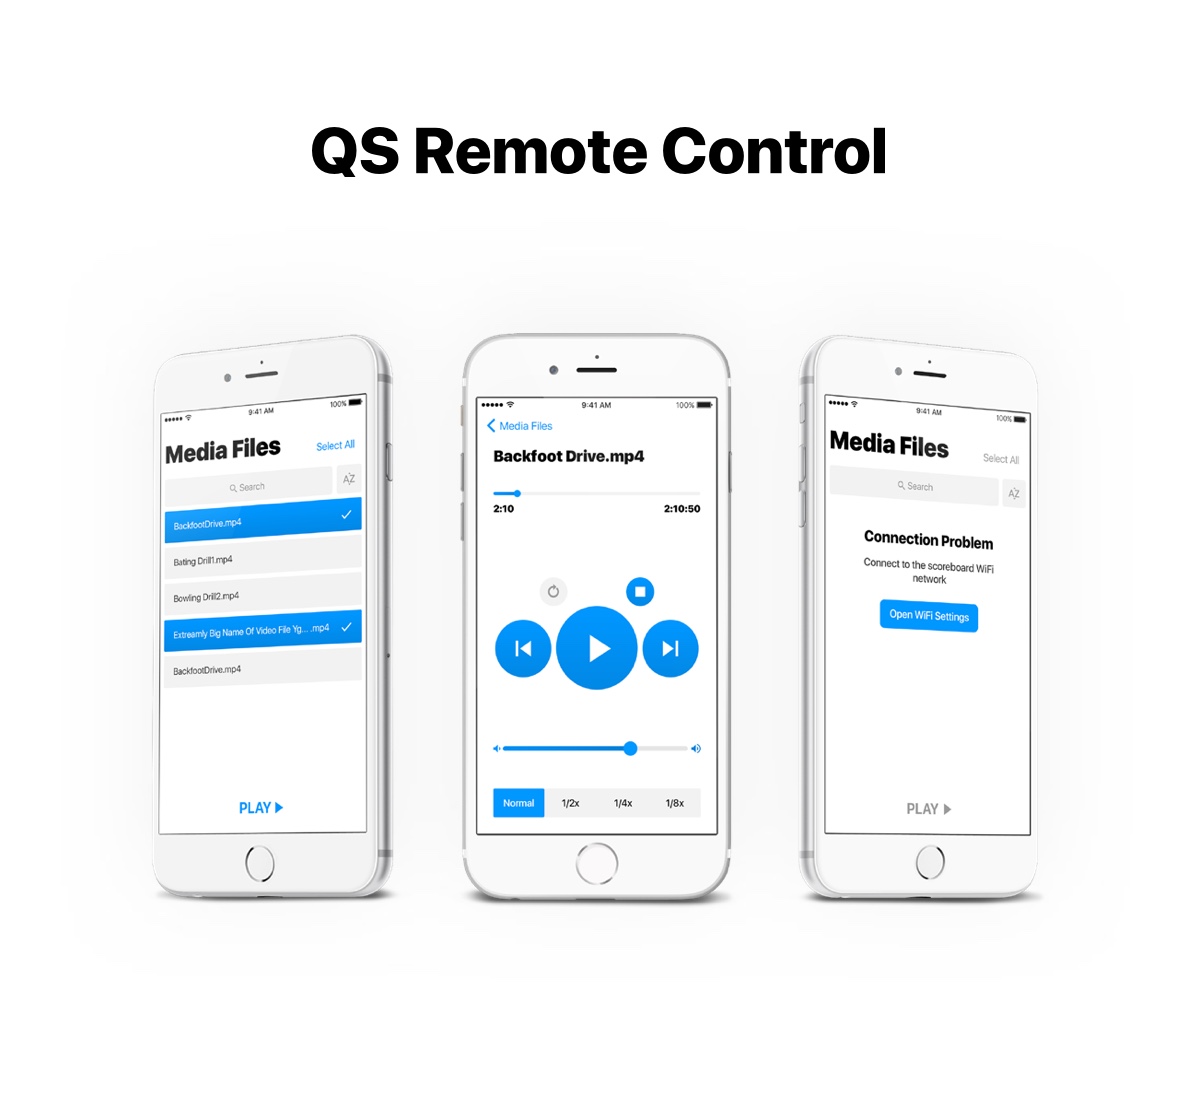 QS Remote Control
9:41 AM
100%
Media Files
Select All
Search
AZ
BackfootDrive.mp4
Bating Drill1.mp4
Bowling Drill2.mp4
Extreamly Big Name Of Video File Yg... .mp4
BackfootDrive.mp4
PLAY
9:41 AM
100%
Media Files
Backfoot Drive.mp4
2:10
2:10:50
Normal
1/2x
1/4x
1/8x
9:41 AM
100%
Media Files
Select All
Search
AZ
Connection Problem
Connect to the scoreboard WiFi
network
Open WiFi Settings
PLAY